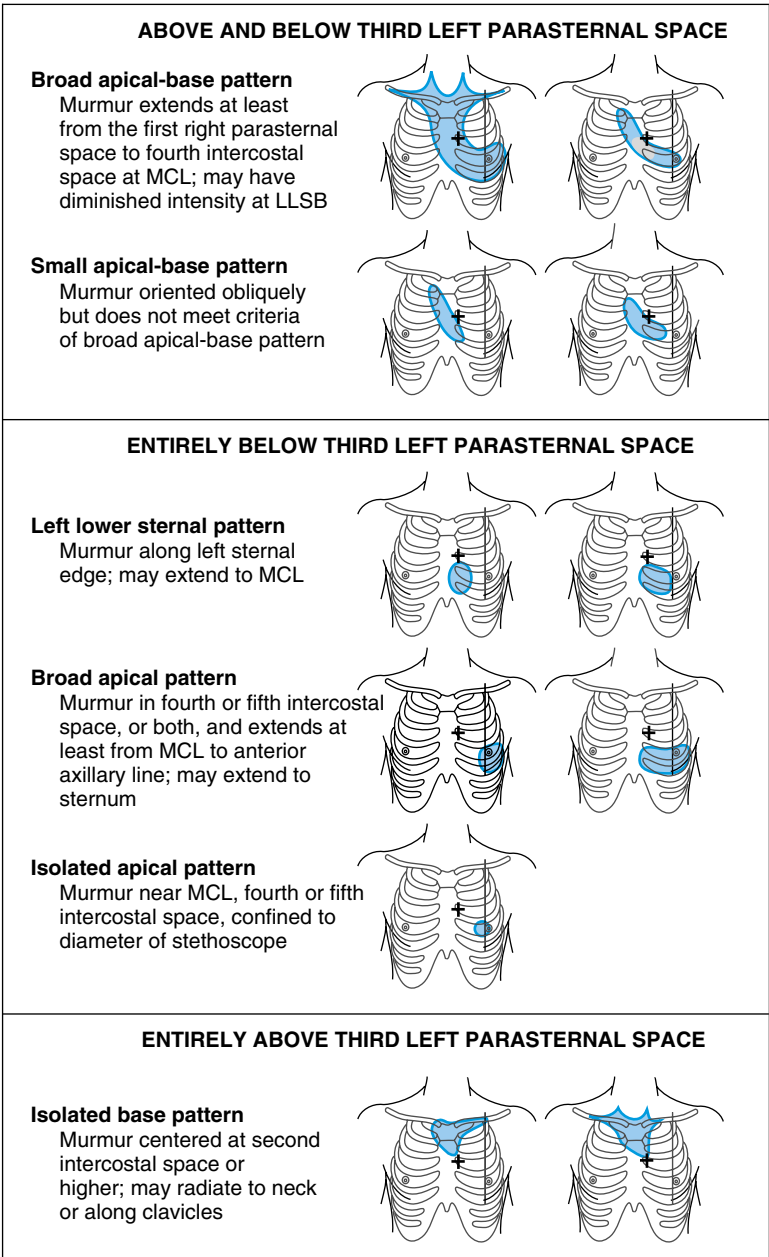 ABOVE AND BELOW THIRD LEFT PARASTERNAL SPACE
Broad apical-base pattern
Murmur extends at least
from the first right parasternal
space to fourth intercostal
space at MCL; may have
diminished intensity at LLSB
Small apical-base pattern
Murmur oriented obliquely
but does not meet criteria
of broad apical-base pattern
ENTIRELY BELOW THIRD LEFT PARASTERNAL SPACE
Left lower sternal pattern
Murmur along left sternal
edge; may extend to MCL
Broad apical pattern
Murmur in fourth or fifth intercostal
space, or both, and extends at
least from MCL to anterior
axillary line; may extend to
sternum
Isolated apical pattern
Murmur near MCL, fourth or fifth
intercostal space, confined to
diameter of stethoscope
ENTIRELY ABOVE THIRD LEFT PARASTERNAL SPACE
Isolated base pattern
Murmur centered at second
intercostal space or
higher; may radiate to neck
or along clavicles